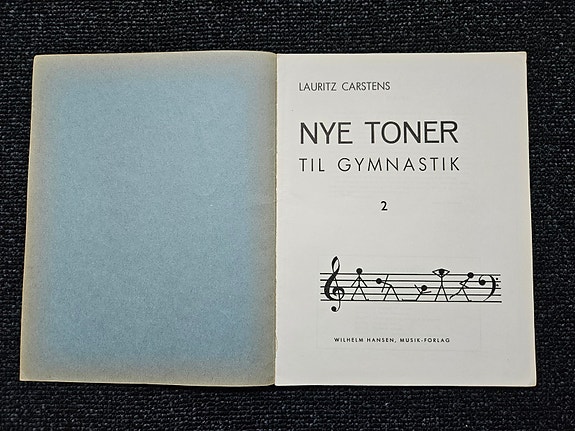 LAURITZ CARSTENS
NYE TONER
TIL GYMNASTIK
2
WILHELM HANSEN, MUSIK-FORLAG